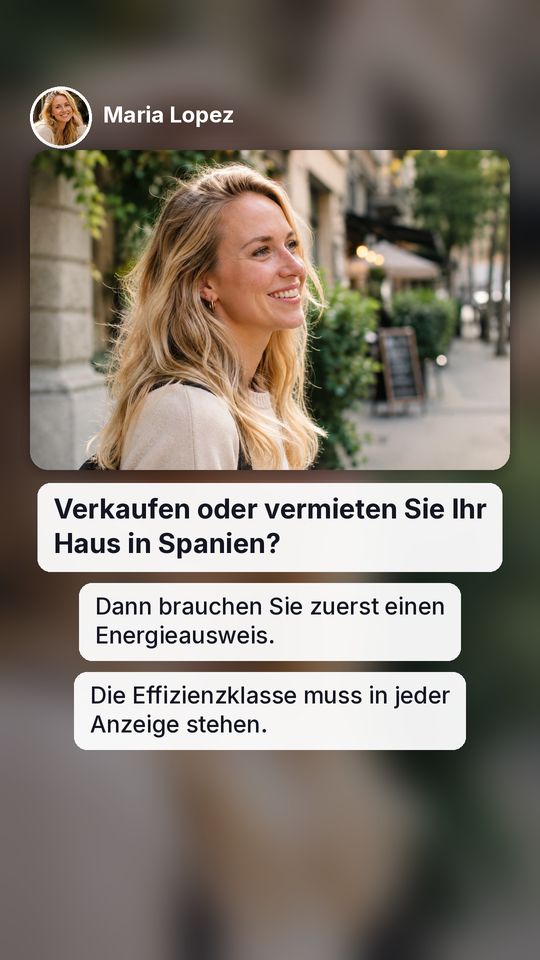 Maria Lopez
Verkaufen oder vermieten Sie Ihr
Haus in Spanien?
Dann brauchen Sie zuerst einen
Energieausweis.
Die Effizienzklasse muss in jeder
Anzeige stehen.